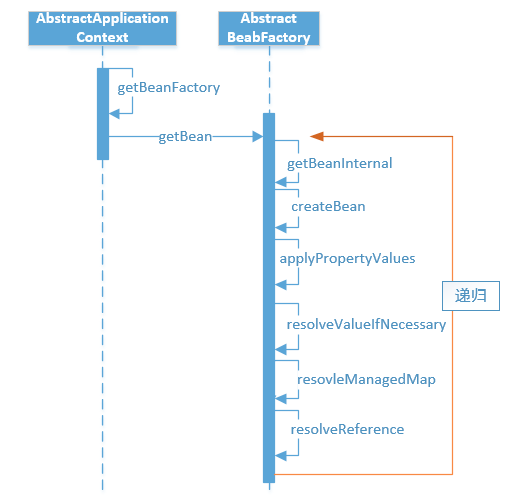 AbstractApplication
Context
Abstract
BeabFactory
getBeanFactory
getBean
getBeanInternal
createBean
applyPropertyValues
递归
resolveValueIfNecessary
resovleManagedMap
resolveReference